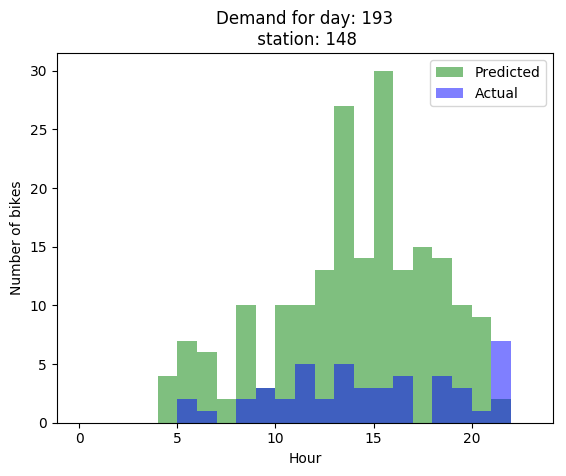 Demand for day: 193
station: 148
Predicted
Actual
Number of bikes
30
25
20
15
10
5
0
0 5 10 15 20
Hour